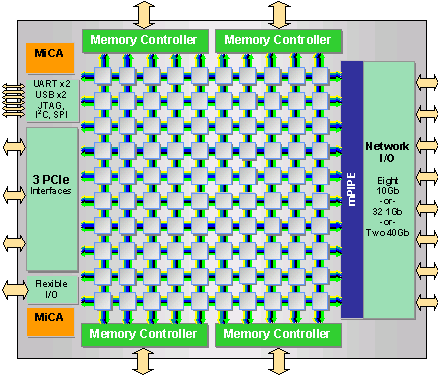 Memory Controller
Memory Controller
MiCA
UART x2
USB x2
JTAG,
I²C, SPI
3 PCIe
Interfaces
Flexible
I/O
MiCA
mPIPE
Network
I/O
Eight
10Gb
-or-
32 1Gb
-or-
Two 40Gb
Memory Controller
Memory Controller